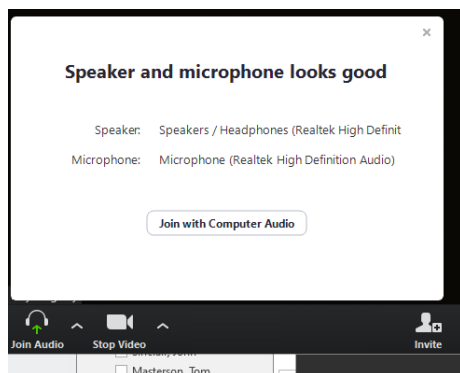 ×
Speaker and microphone looks good
Speaker: Speakers / Headphones (Realtek High Definit
Microphone: Microphone (Realtek High Definition Audio)
Join with Computer Audio
Join Audio Stop Video Invite
Masterson, Tom